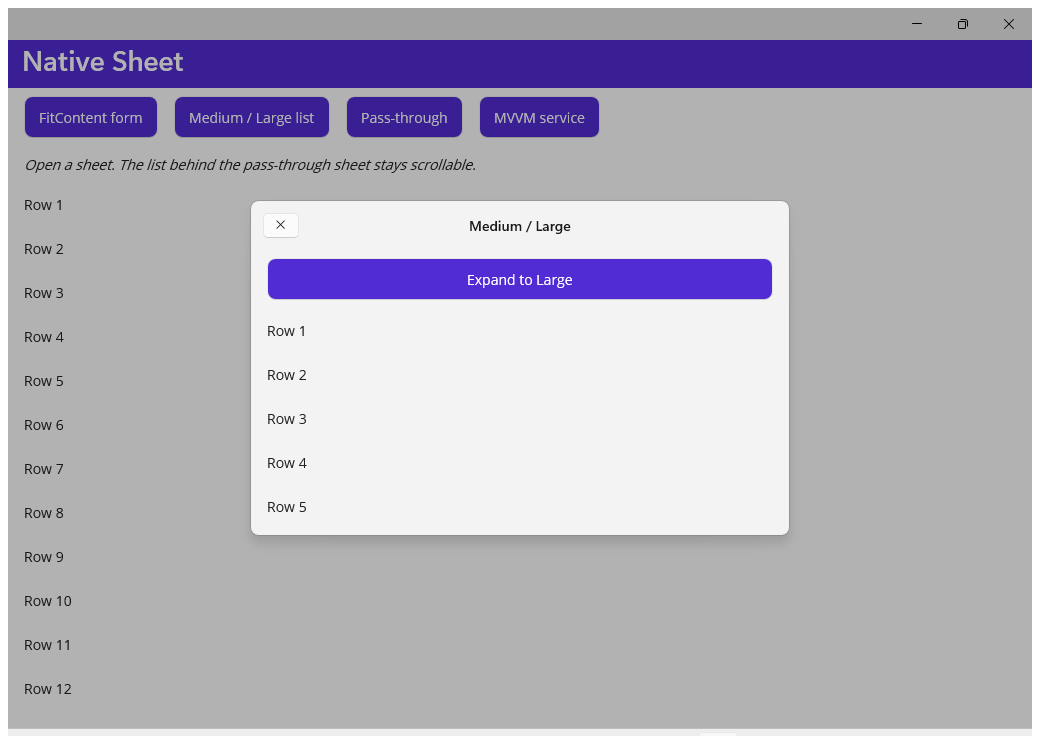 Native Sheet
FitContent form
Medium / Large list
Pass-through
MVVM service
Open a sheet. The list behind the pass-through sheet stays scrollable.
Row 1
Row 2
Row 3
Row 4
Row 5
Row 6
Row 7
Row 8
Row 9
Row 10
Row 11
Row 12
Medium / Large
Expand to Large
Row 1
Row 2
Row 3
Row 4
Row 5